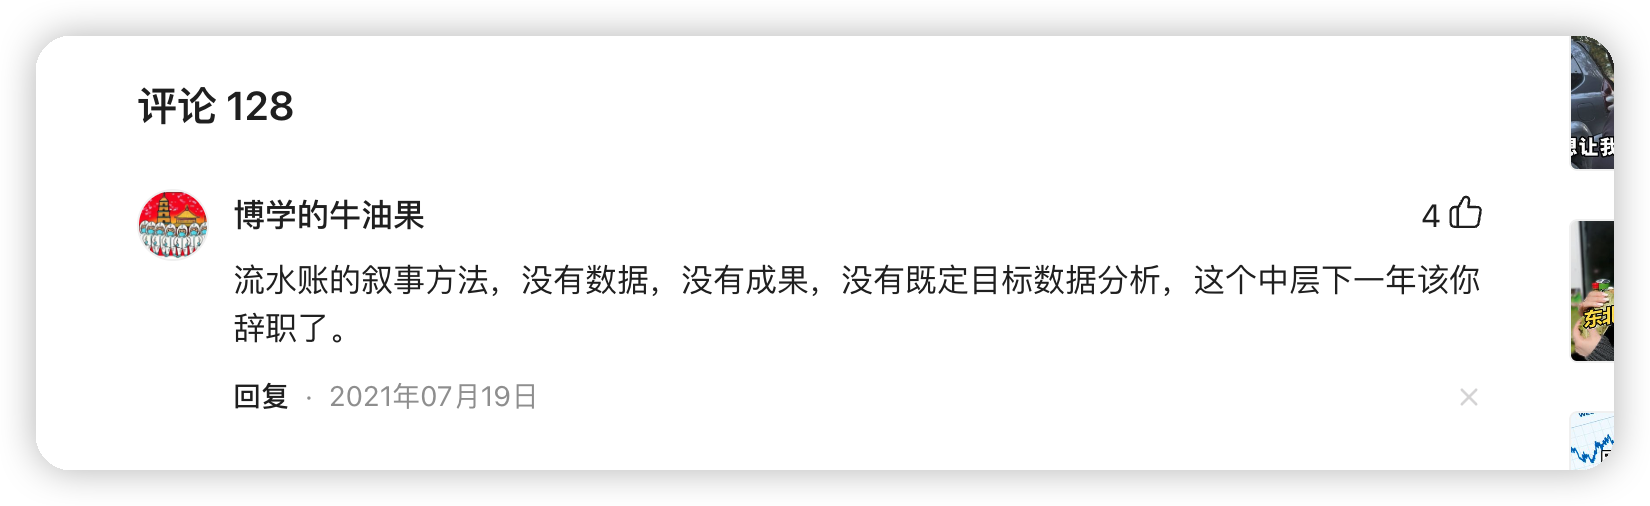 评论 128
博学的牛油果
4
流水账的叙事方法，没有数据，没有成果，没有既定目标数据分析，这个中层下一年该你
辞职了。
回复 · 2021年07月19日
想让我
东北